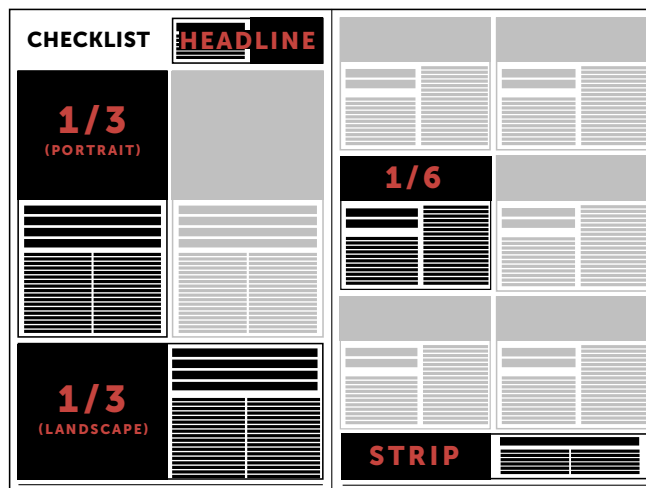 CHECKLIST
HEADLINE
1/3
(PORTRAIT)
1/3
(LANDSCAPE)
1/6
STRIP